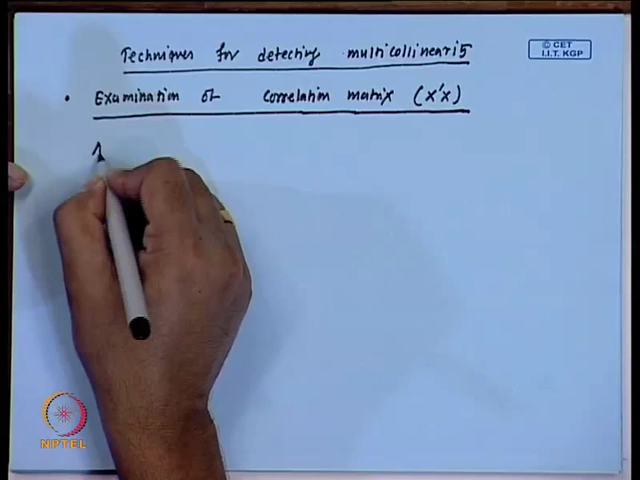 Techniques for detecting multicollinearity
© CET
I.I.T. KGP
• Examination of correlation matrix (X'X)
NPTEL